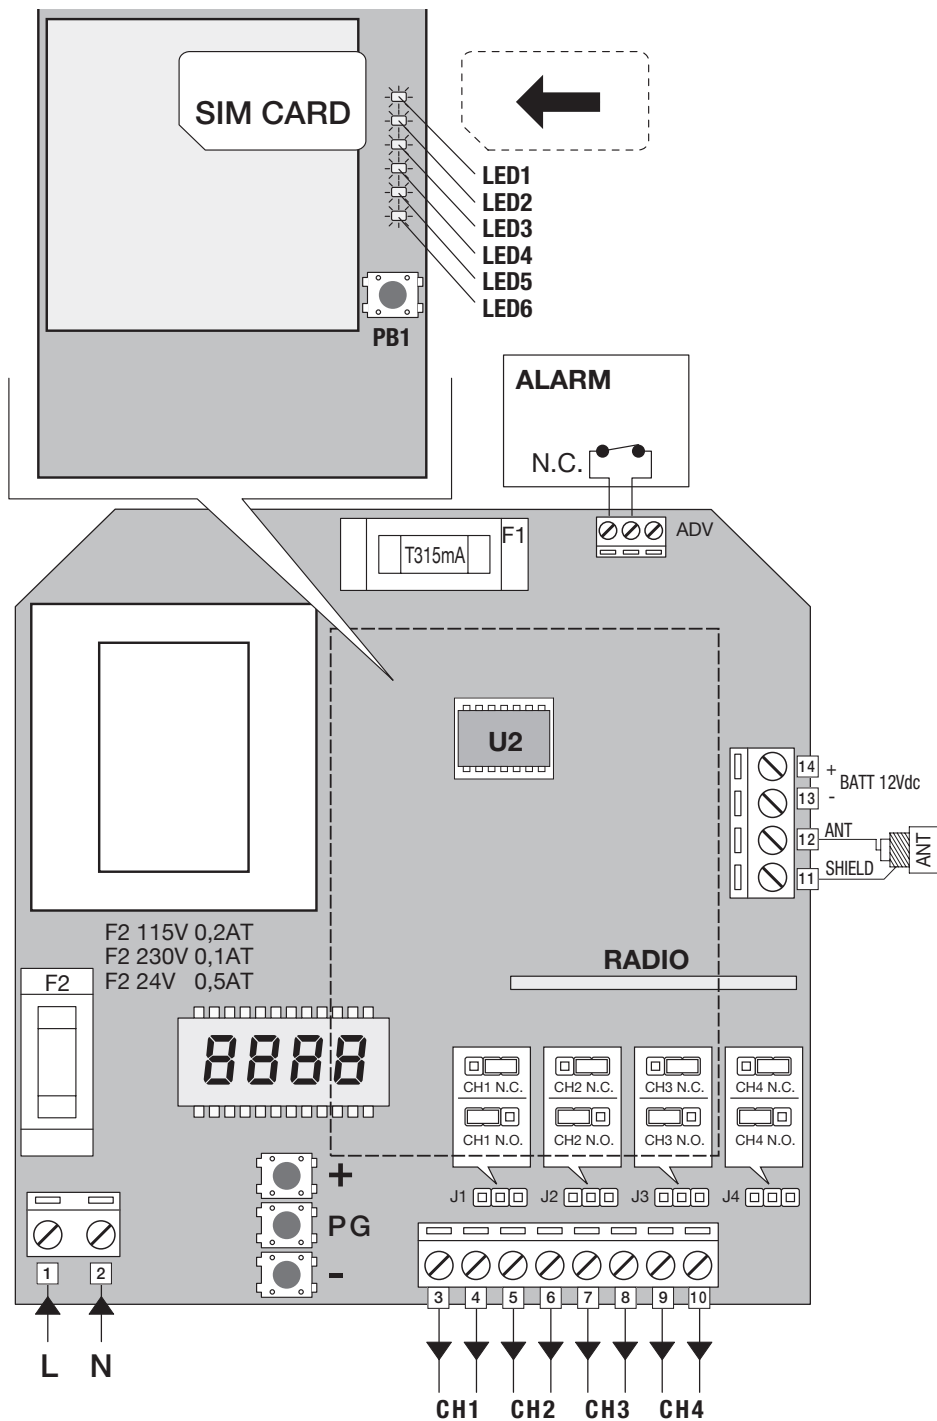 SIM CARD
LED1
LED2
LED3
LED4
LED5
LED6
PB1
ALARM
N.C.
ADV
F1
T315mA
U2
14 + BATT 12Vdc
13 -
12 ANT
11 SHIELD
ANT
F2 115V 0,2AT
F2 230V 0,1AT
F2 24V 0,5AT
F2
RADIO
8888
CH1 N.C. CH2 N.C. CH3 N.C. CH4 N.C.
CH1 N.O. CH2 N.O. CH3 N.O. CH4 N.O.
J1 J2 J3 J4
+
PG
-
1 2
L N
3 4 5 6 7 8 9 10
CH1 CH2 CH3 CH4